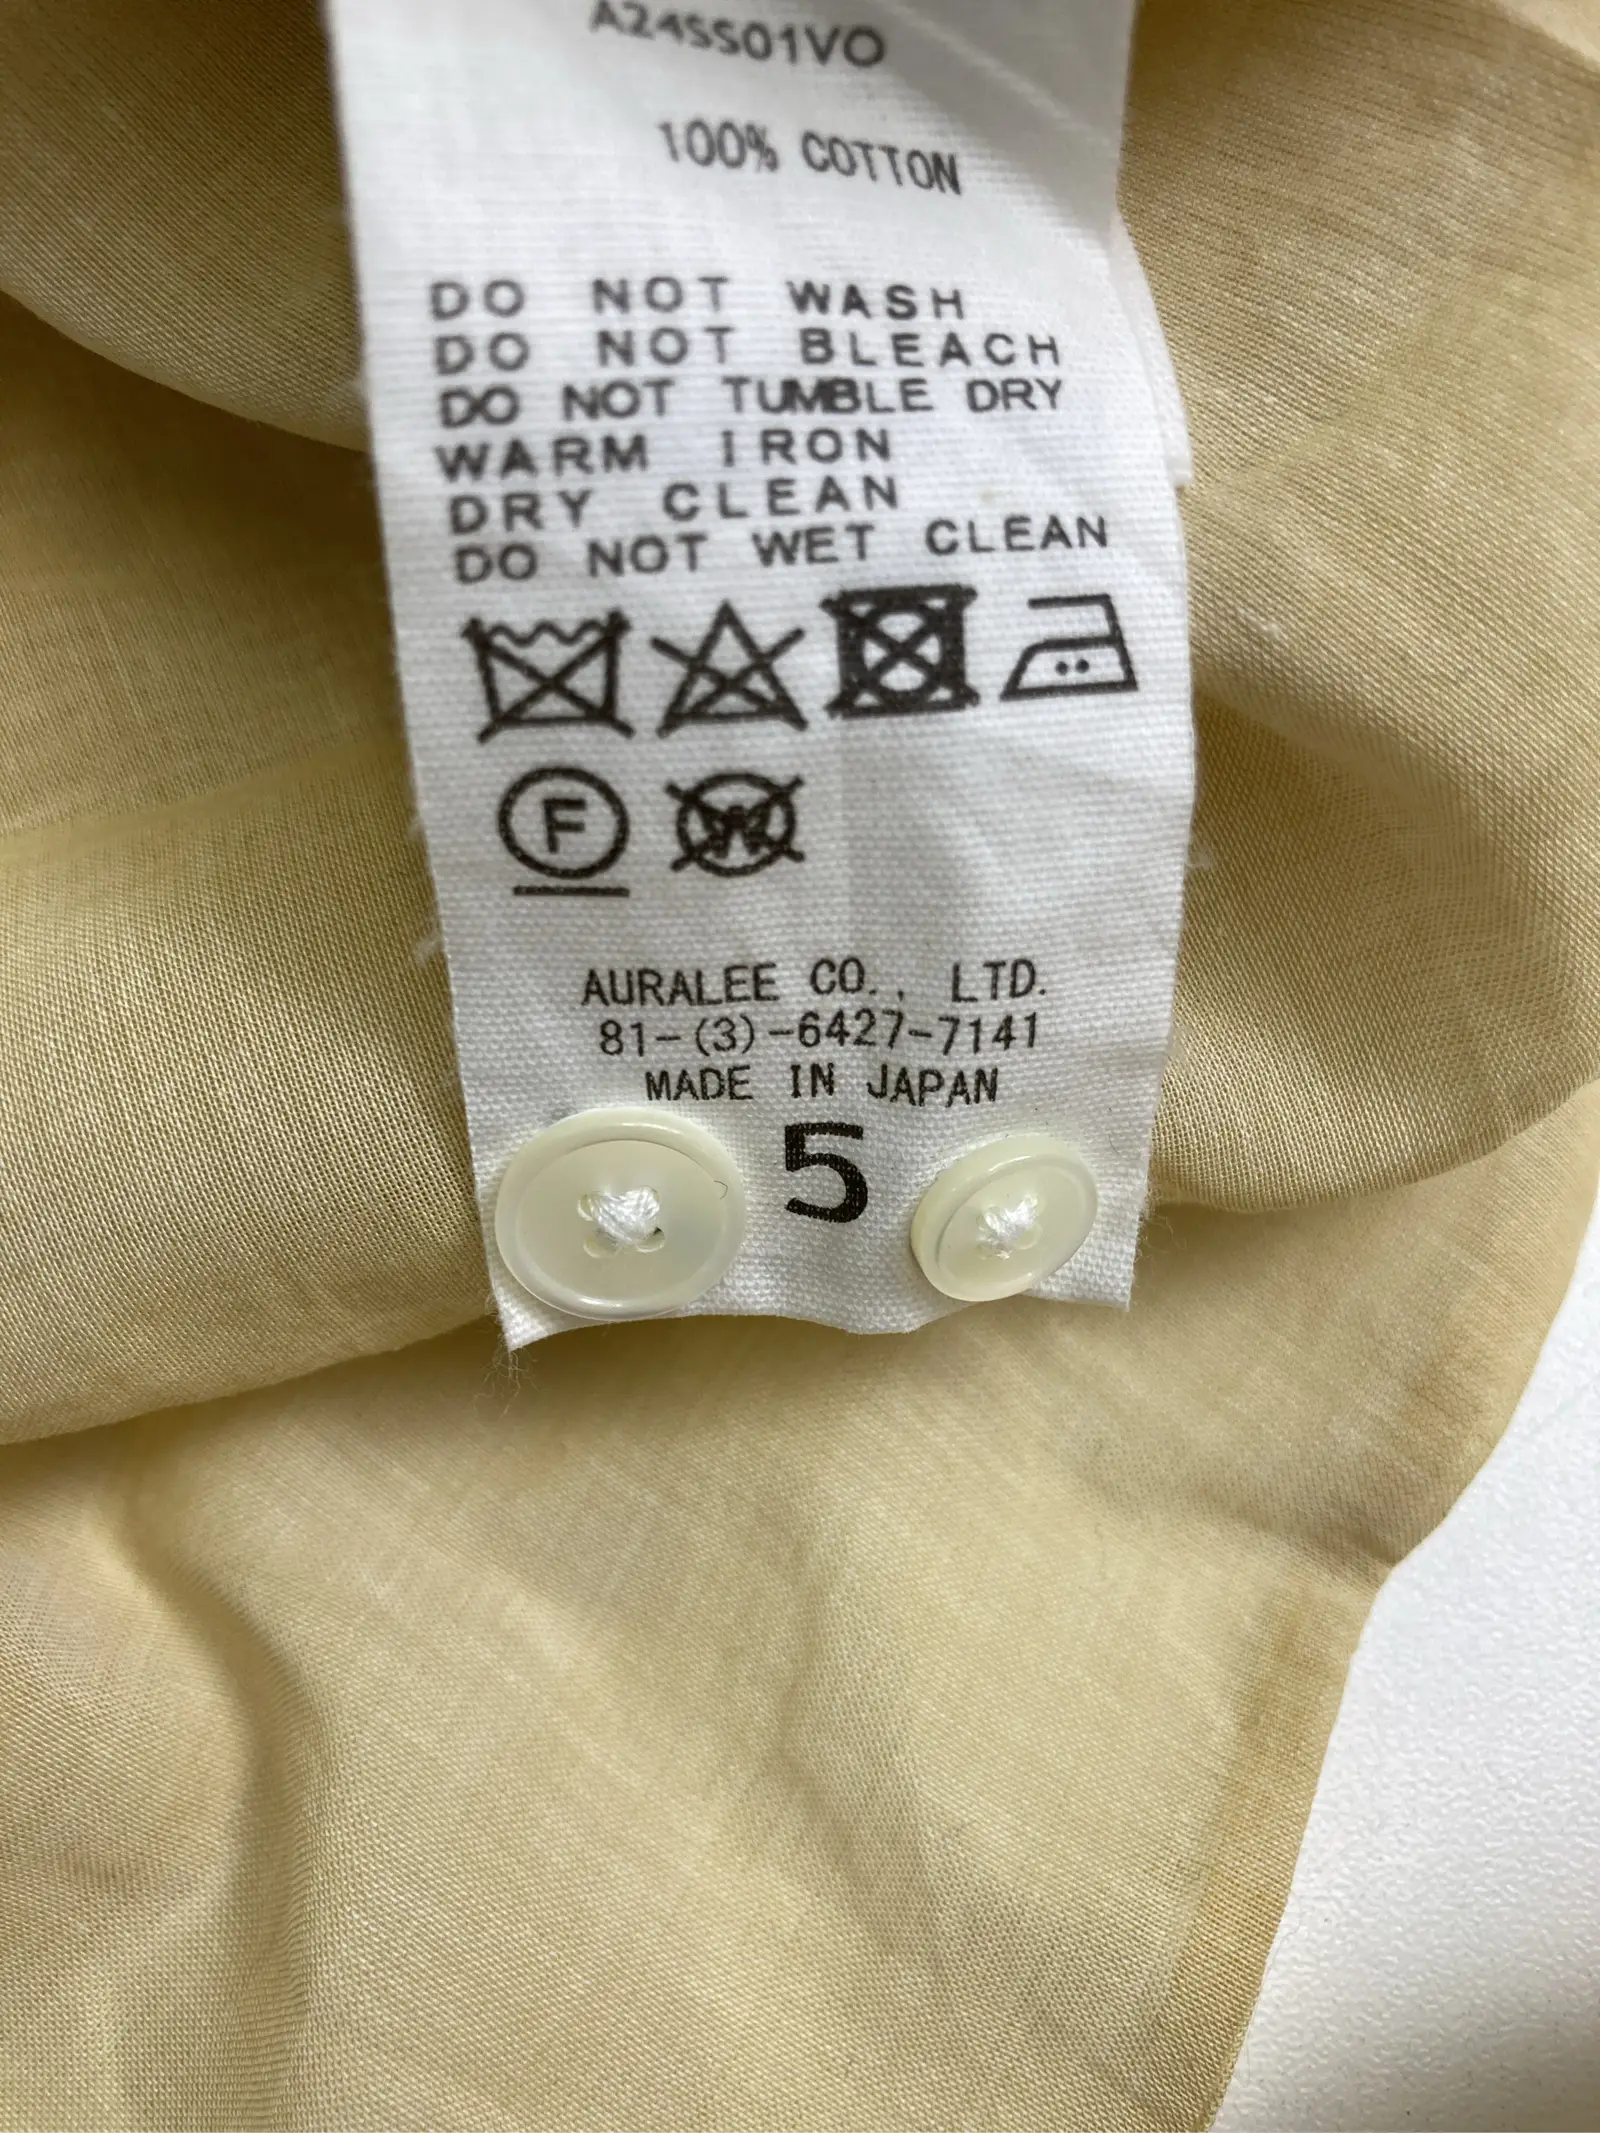 A24SS01VO
100% COTTON
DO NOT WASH
DO NOT BLEACH
DO NOT TUMBLE DRY
WARM IRON
DRY CLEAN
DO NOT WET CLEAN
F W
AURALEE CO., LTD.
81-(3)-6427-7141
MADE IN JAPAN
5